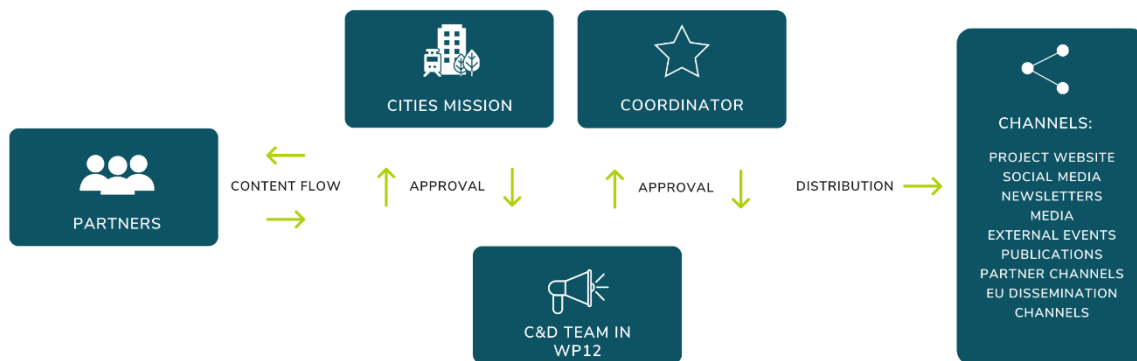 CITIES MISSION
COORDINATOR
PARTNERS
CONTENT FLOW
APPROVAL
APPROVAL
DISTRIBUTION
C&D TEAM IN
WP12
CHANNELS:
PROJECT WEBSITE
SOCIAL MEDIA
NEWSLETTERS
MEDIA
EXTERNAL EVENTS
PUBLICATIONS
PARTNER CHANNELS
EU DISSEMINATION
CHANNELS